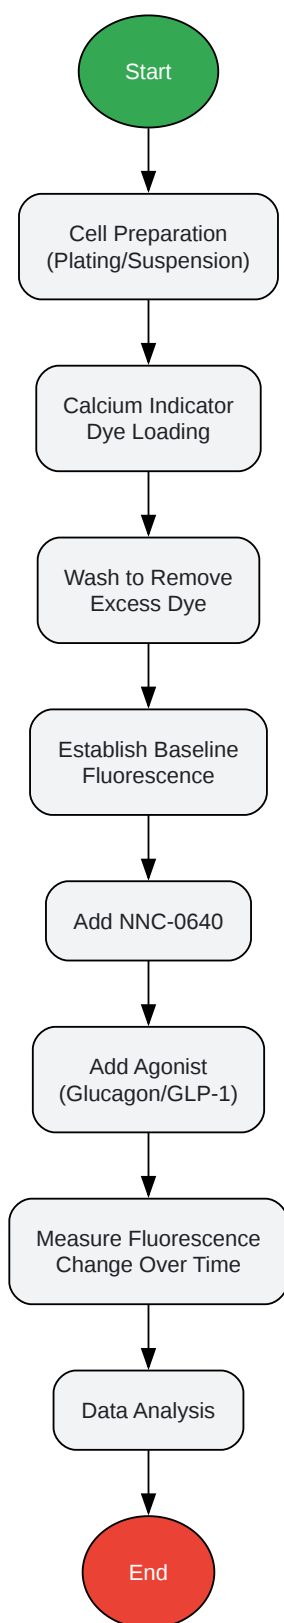 Start
Cell Preparation
(Plating/Suspension)
Calcium Indicator
Dye Loading
Wash to Remove
Excess Dye
Establish Baseline
Fluorescence
Add NNC-0640
Add Agonist
(Glucagon/GLP-1)
Measure Fluorescence
Change Over Time
Data Analysis
End